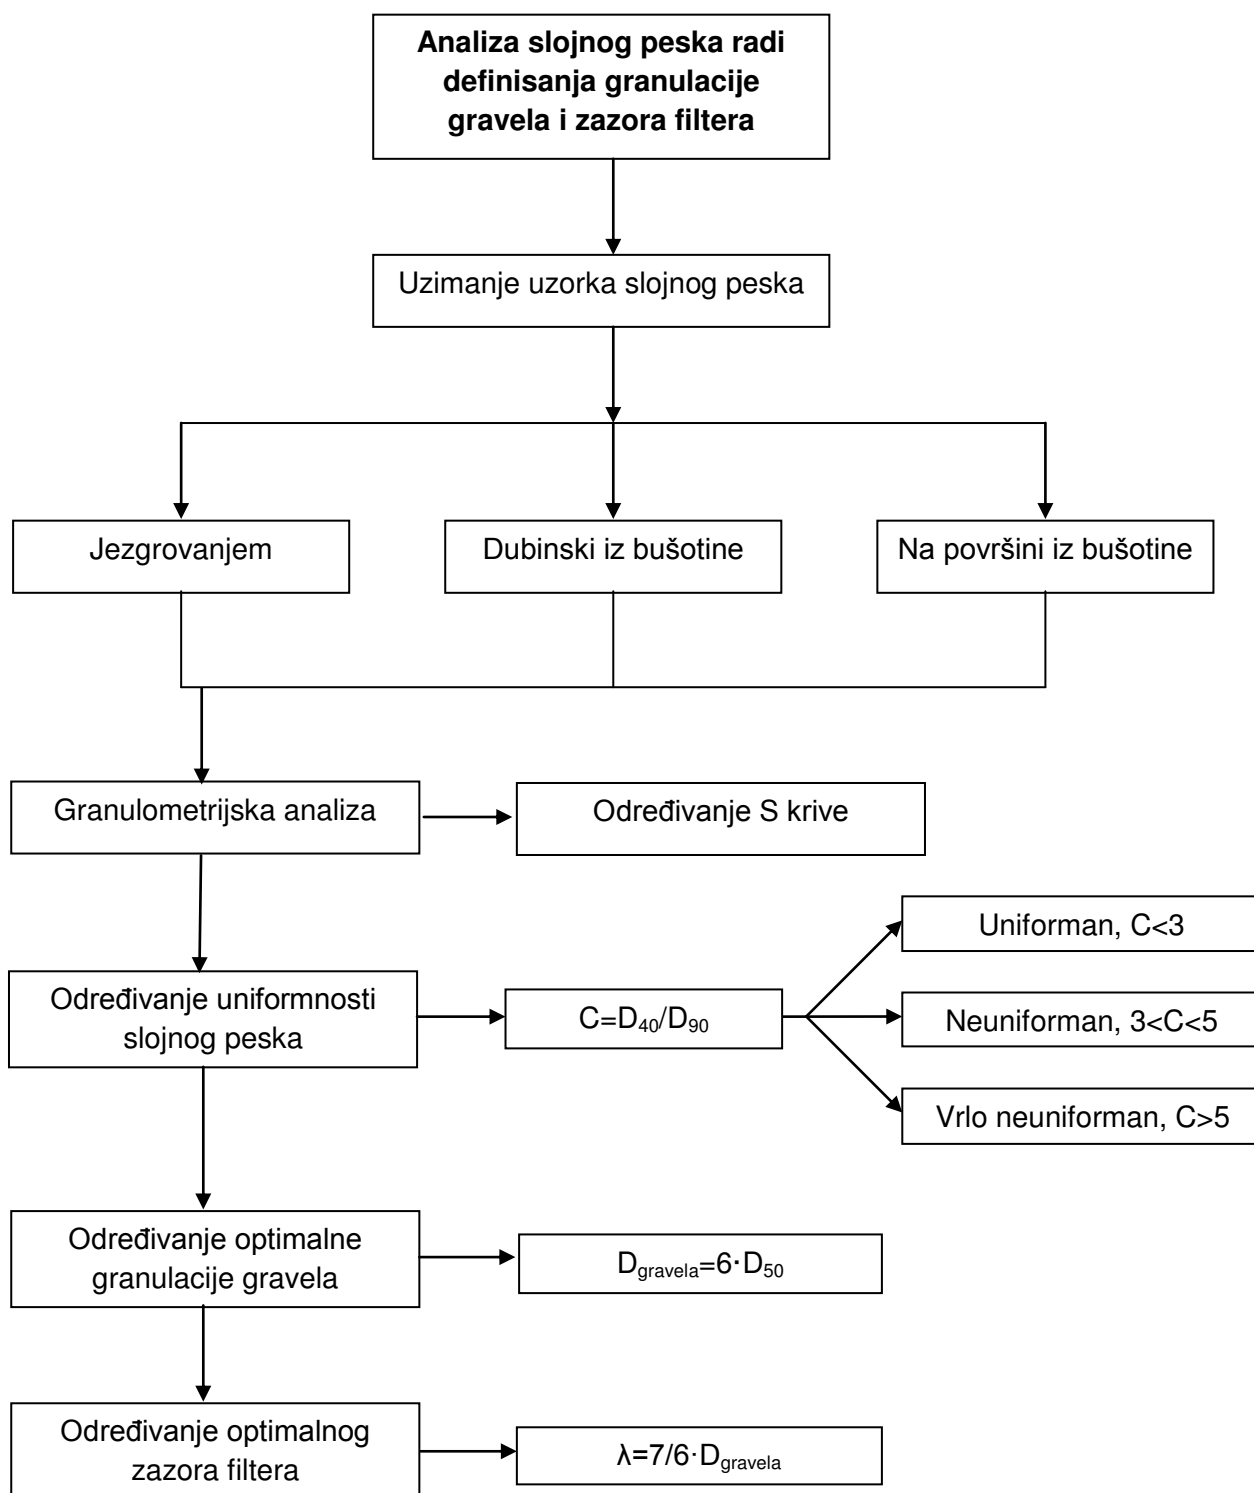 Analiza slojnog peska radi
definisanja granulacije
gravela i zazora filtera
Uzimanje uzorka slojnog peska
Jezgrovanjem
Dubinski iz bušotine
Na površini iz bušotine
Granulometrijska analiza
Određivanje S krive
Određivanje uniformnosti
slojnog peska
C=D₄₀/D₉₀
Uniforman, C<3
Neuniforman, 3<C<5
Vrlo neuniforman, C>5
Određivanje optimalne
granulacije gravela
D_gravela=6·D₅₀
Određivanje optimalnog
zazora filtera
λ=7/6·D_gravela